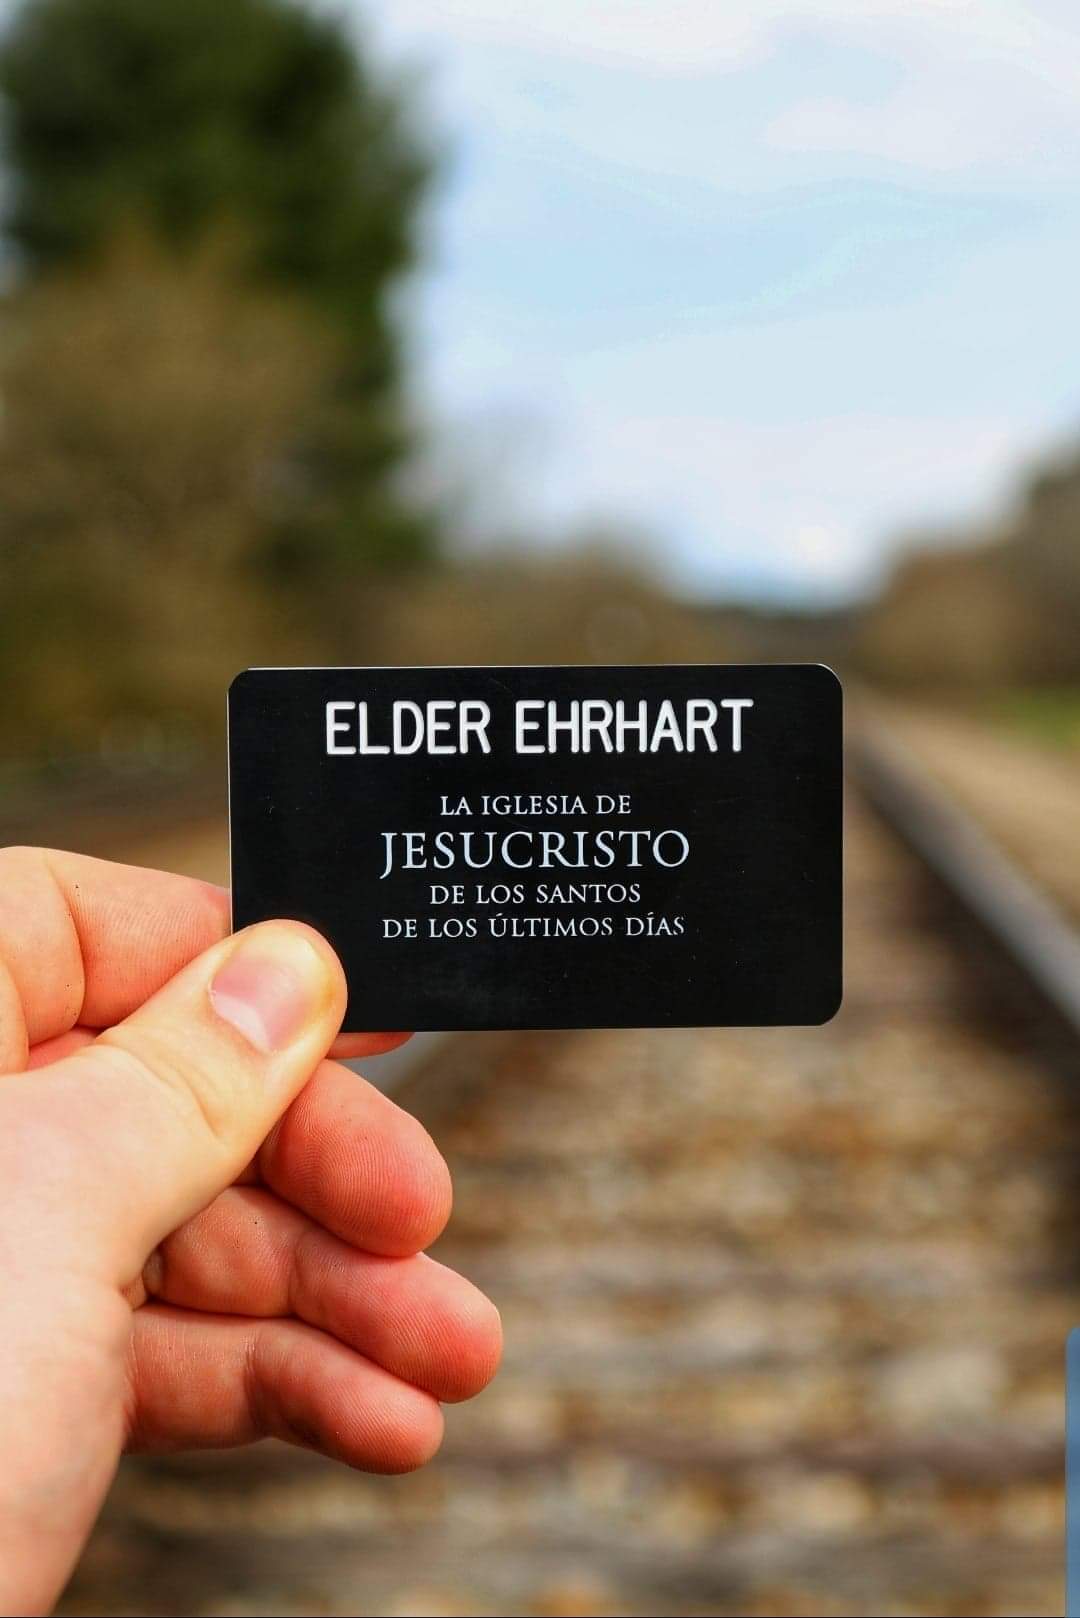 ELDER EHRHART
LA IGLESIA DE
JESUCRISTO
DE LOS SANTOS
DE LOS ÚLTIMOS DÍAS